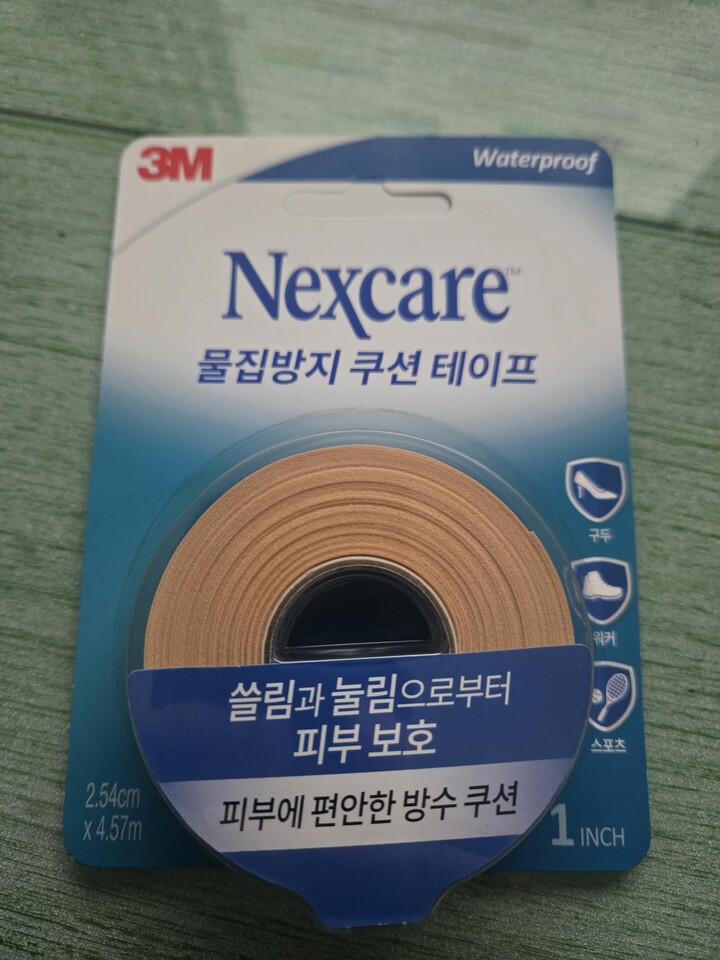 3M
Waterproof
Nexcare™
물집방지 쿠션 테이프
구두
워커
스포츠
쓸림과 눌림으로부터
피부 보호
피부에 편안한 방수 쿠션
2.54cm
x 4.57m
1 INCH